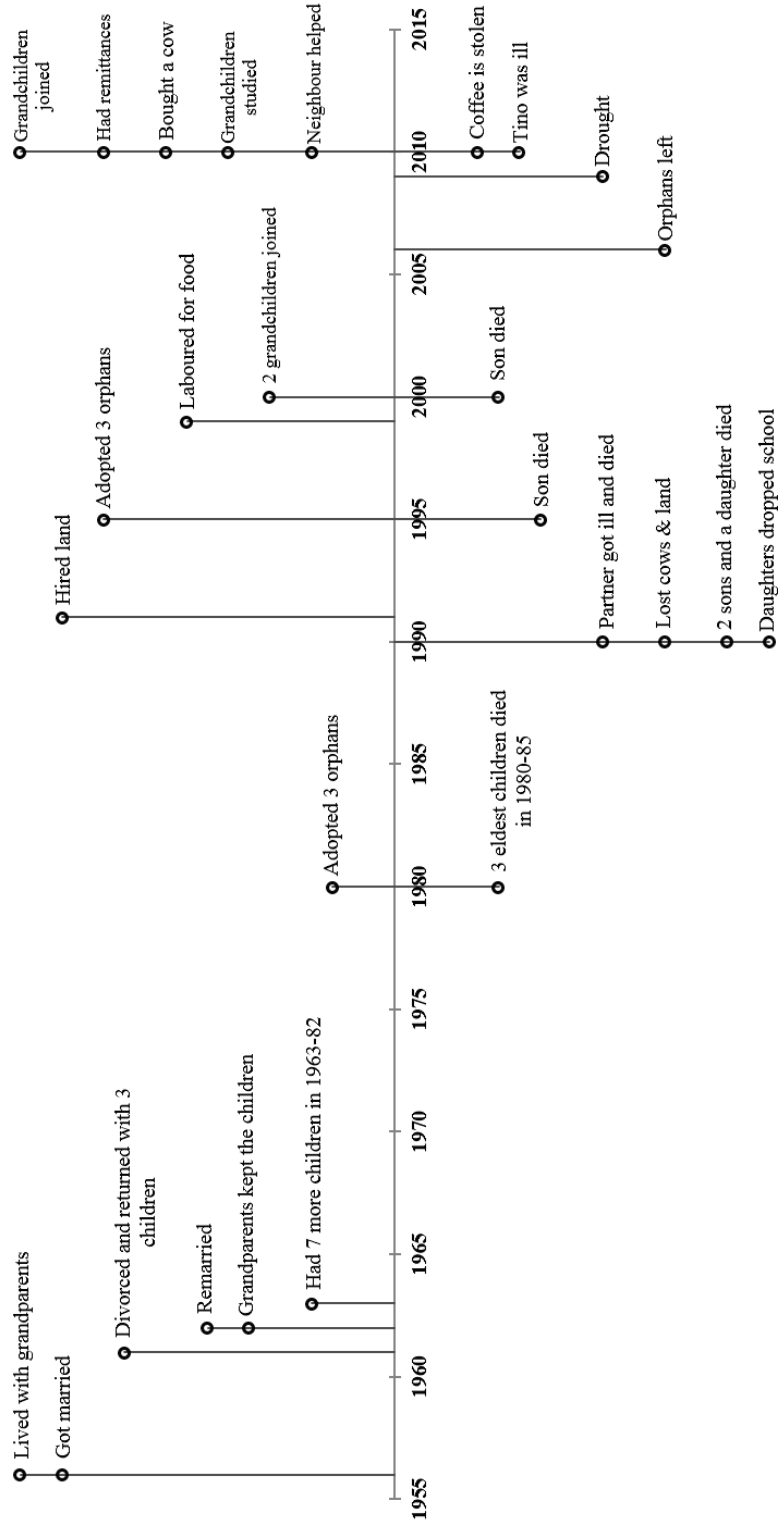 Lived with grandparents
Got married
Divorced and returned with 3
children
Remarried
Grandparents kept the children
Had 7 more children in 1963-82
Adopted 3 orphans
Hired land
Adopted 3 orphans
Laboured for food
2 grandchildren joined
Grandchildren
joined
Had remittances
Bought a cow
Grandchildren
studied
Neighbour helped
1955
1960
1965
1970
1975
1980
1985
1990
1995
2000
2005
2010
2015
3 eldest children died
in 1980-85
Partner got ill and died
Lost cows & land
2 sons and a daughter died
Daughters dropped school
Son died
Son died
Orphans left
Drought
Coffee is stolen
Tino was ill